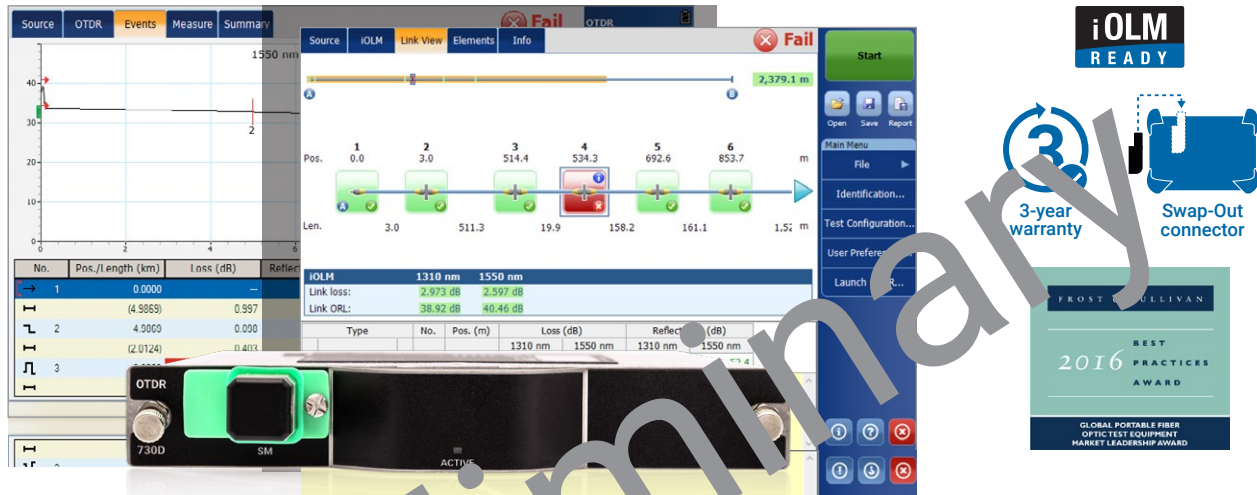 Source OTDR Events Measure Summary
Fail
OTDR
1550 nm
40
30
20
10
0
0 2 4 6
2
No. Pos./Length (km) Loss (dB)
1 0.0000 ---
(4.9869) 0.997
2 4.9869 0.098
(2.0124) 0.403
3
Source iOLM Link View Elements Info
Fail
2,379.1 m
A B
1 2 3 4 5 6
Pos. 0.0 3.0 514.4 534.3 692.6 853.7 m
A
Len. 3.0 511.3 19.9 158.2 161.1 m
iOLM 1310 nm 1550 nm
Link loss: 2.973 dB 2.597 dB
Link ORL: 38.92 dB 40.46 dB
Type No. Pos. (m) Loss (dB) (dB)
1310 nm 1550 nm 1310 nm 1550 nm
Start
Open Save Report
Main Menu
File
Identification...
Test Configuration...
User
Launch
OTDR
730D
SM
ACTIVE
iOLM
READY
3
3-year
warranty
Swap-Out
connector
FROST
BEST
2016 PRACTICES
AWARD
GLOBAL PORTABLE FIBER
OPTIC TEST EQUIPMENT
MARKET LEADERSHIP AWARD